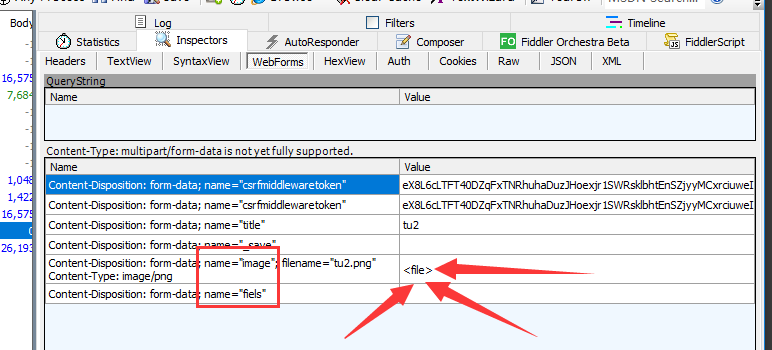 Log
Filters
Timeline
Statistics
Inspectors
AutoResponder
Composer
FO Fiddler Orchestra Beta
JS FiddlerScript
Headers
TextView
SyntaxView
WebForms
HexView
Auth
Cookies
Raw
JSON
XML
QueryString
Name Value
Content-Type: multipart/form-data is not yet fully supported.
Name Value
Content-Disposition: form-data; name="csrfmiddlewaretoken"
Content-Disposition: form-data; name="csrfmiddlewaretoken"
Content-Disposition: form-data; name="title" tu2
Content-Disposition: form-data; name="_save"
Content-Disposition: form-data; name="image"; filename="tu2.png"
Content-Type: image/png
<file>
Content-Disposition: form-data; name="fiels"
Body
16,575
7,684
1,048
1,422
16,575
0
26,193